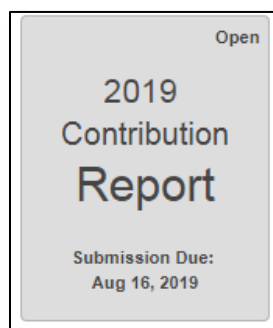 Open
2019
Contribution
Report
Submission Due:
Aug 16, 2019